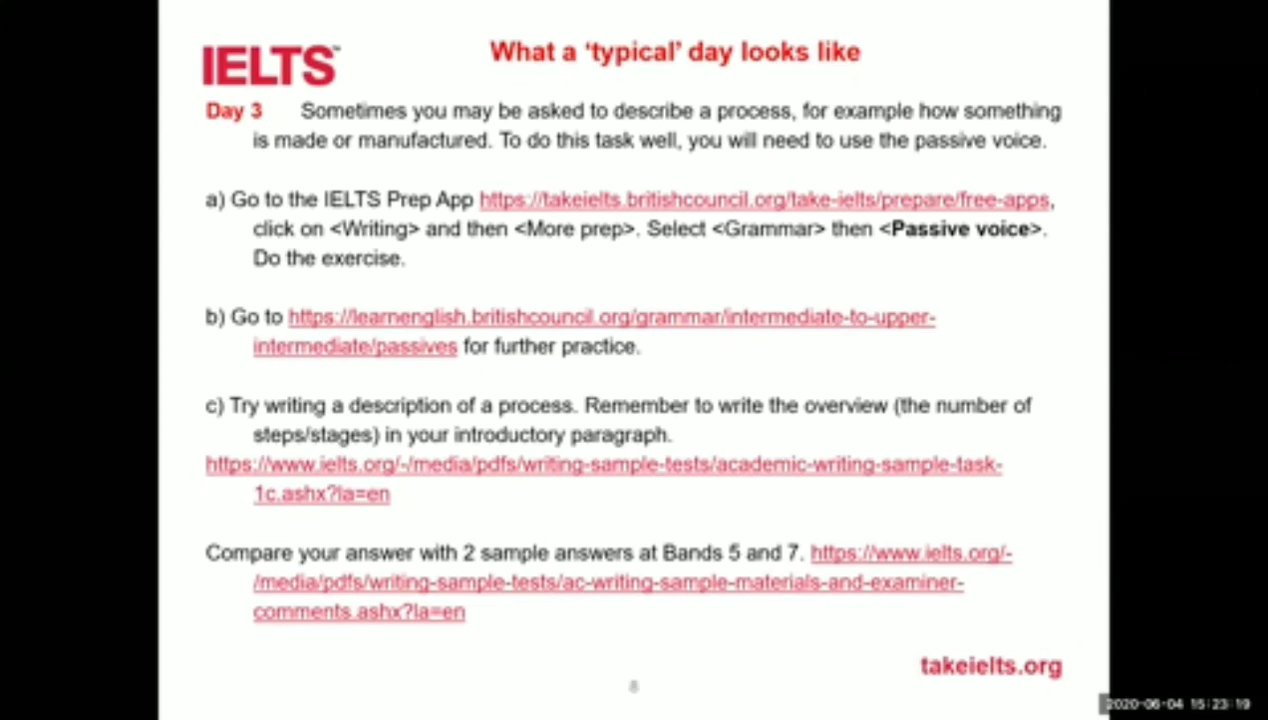 IELTS™
What a ‘typical’ day looks like
Day 3 Sometimes you may be asked to describe a process, for example how something
is made or manufactured. To do this task well, you will need to use the passive voice.
a) Go to the IELTS Prep App https://takeielts.britishcouncil.org/take-ielts/prepare/free-apps,
click on <Writing> and then <More prep>. Select <Grammar> then <Passive voice>.
Do the exercise.
b) Go to https://learnenglish.britishcouncil.org/grammar/intermediate-to-upper-
intermediate/passives for further practice.
c) Try writing a description of a process. Remember to write the overview (the number of
steps/stages) in your introductory paragraph.
https://www.ielts.org/-/media/pdfs/writing-sample-tests/academic-writing-sample-task-
1c.ashx?la=en
Compare your answer with 2 sample answers at Bands 5 and 7. https://www.ielts.org/-
/media/pdfs/writing-sample-tests/ac-writing-sample-materials-and-examiner-
comments.ashx?la=en
takeielts.org
8
2020-06-04 15:23:19